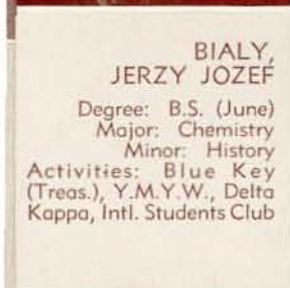 BIALY,
JERZY JOZEF
Degree: B.S. (June)
Major: Chemistry
Minor: History
Activities: Blue Key
(Treas.), Y.M.Y.W., Delta
Kappa, Intl. Students Club